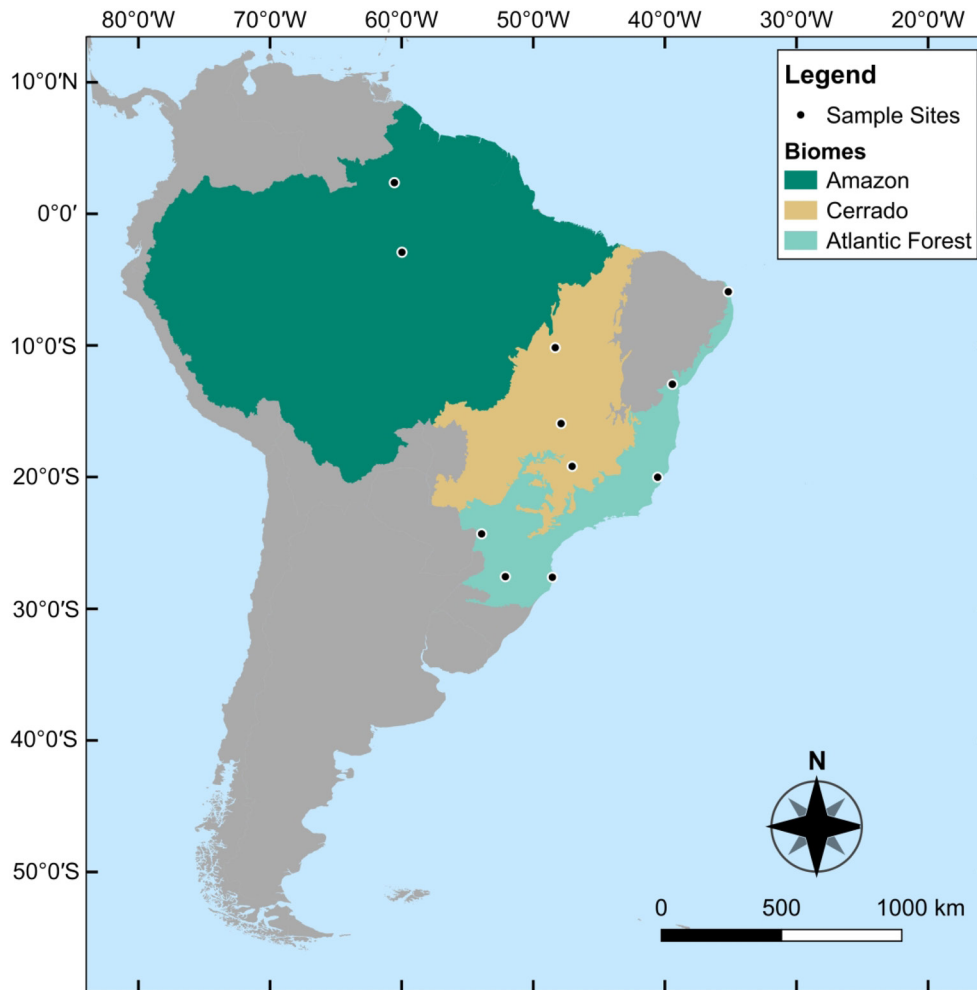 80°0′W 70°0′W 60°0′W 50°0′W 40°0′W 30°0′W 20°0′W
10°0′N
0°0′
10°0′S
20°0′S
30°0′S
40°0′S
50°0′S
Legend
Sample Sites
Biomes
Amazon
Cerrado
Atlantic Forest
N
0 500 1000 km